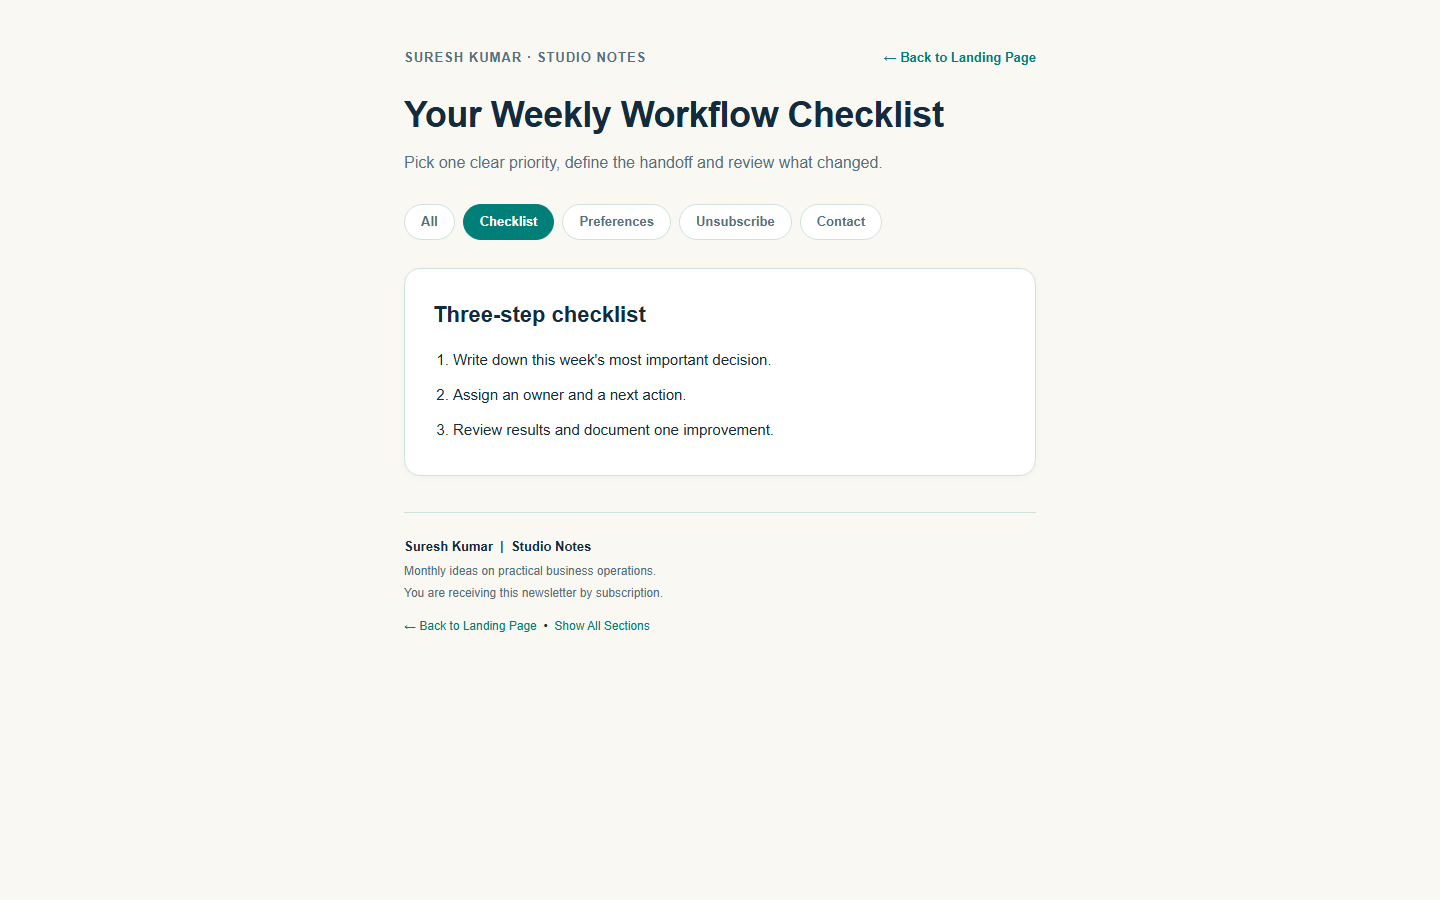 SURESH KUMAR · STUDIO NOTES
← Back to Landing Page
Your Weekly Workflow Checklist
Pick one clear priority, define the handoff and review what changed.
All
Checklist
Preferences
Unsubscribe
Contact
Three-step checklist
1. Write down this week's most important decision.
2. Assign an owner and a next action.
3. Review results and document one improvement.
Suresh Kumar | Studio Notes
Monthly ideas on practical business operations.
You are receiving this newsletter by subscription.
← Back to Landing Page • Show All Sections